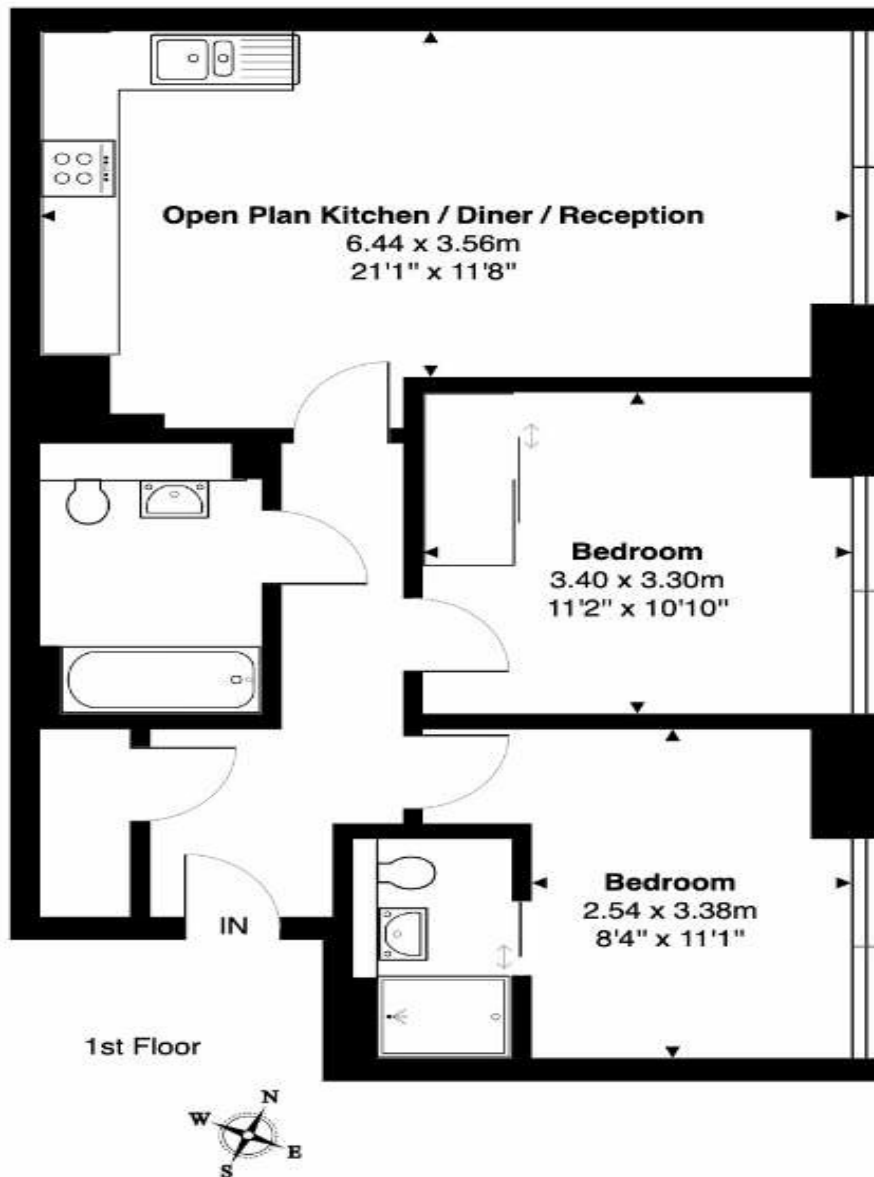 Open Plan Kitchen / Diner / Reception
6.44 x 3.56m
21'1" x 11'8"
Bedroom
3.40 x 3.30m
11'2" x 10'10"
Bedroom
2.54 x 3.38m
8'4" x 11'1"
IN
1st Floor
N
W
E
S